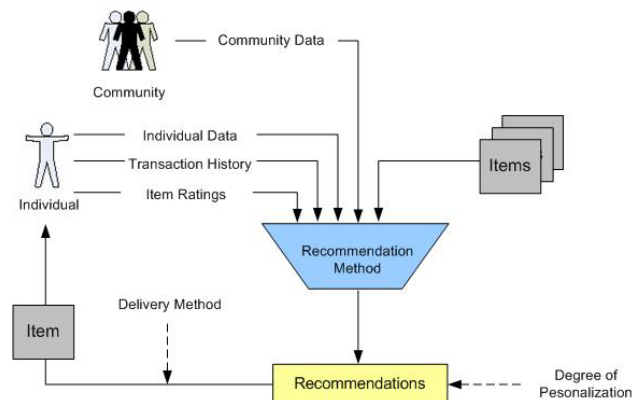 Community Data
Community
Individual Data
Transaction History
Item Ratings
Individual
Items
Recommendation
Method
Delivery Method
Item
Recommendations
Degree of
Pesonalization